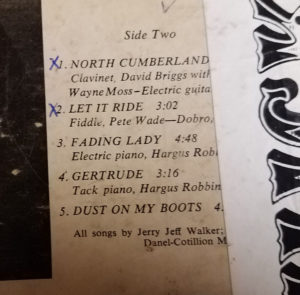 Side Two
X1. NORTH CUMBERLAND
Clavinet, David Briggs with
Wayne Moss–Electric guita
X2. LET IT RIDE 3:02
Fiddle, Pete Wade—Dobro,
3. FADING LADY 4:48
Electric piano, Hargus Robb
4. GERTRUDE 3:16
Tack piano, Hargus Robbin
5. DUST ON MY BOOTS 4.
All songs by Jerry Jeff Walker;
Danel-Cotillion M